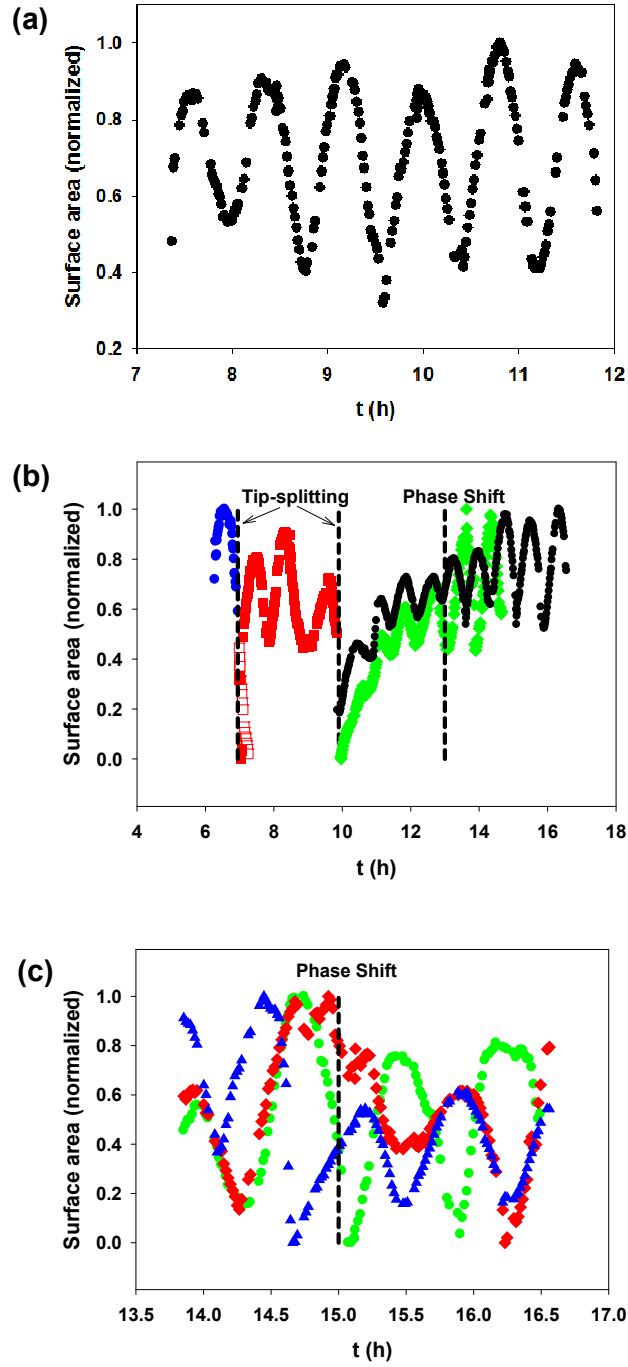 (a)
Surface area (normalized)
1.0
0.8
0.6
0.4
0.2
7 8 9 10 11 12
t (h)
(b)
Tip-splitting Phase Shift
Surface area (normalized)
1.0
0.8
0.6
0.4
0.2
0.0
4 6 8 10 12 14 16 18
t (h)
(c)
Phase Shift
Surface area (normalized)
1.0
0.8
0.6
0.4
0.2
0.0
13.5 14.0 14.5 15.0 15.5 16.0 16.5 17.0
t (h)